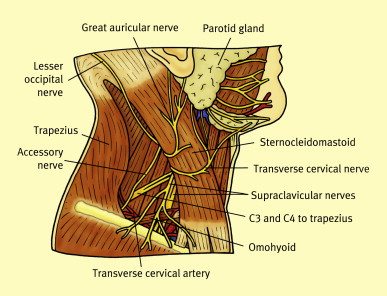 Great auricular nerve
Parotid gland
Lesser
occipital
nerve
Trapezius
Accessory
nerve
Sternocleidomastoid
Transverse cervical nerve
Supraclavicular nerves
C3 and C4 to trapezius
Omohyoid
Transverse cervical artery